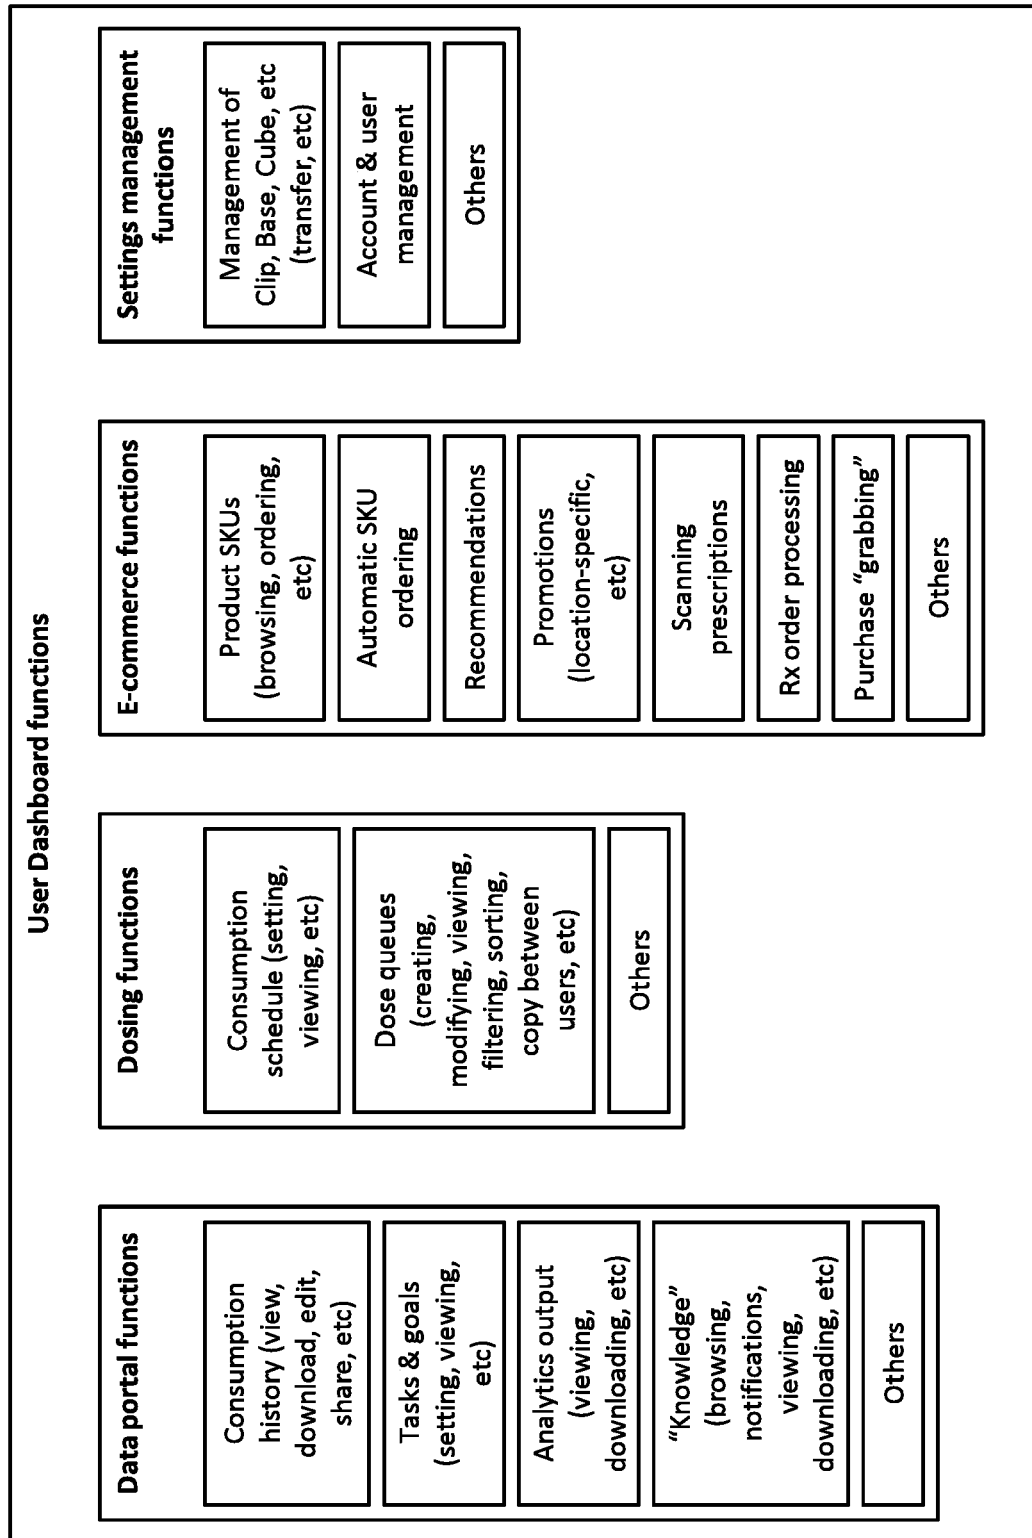 User Dashboard functions
Data portal functions
Consumption
history (view,
download, edit,
share, etc)
Tasks & goals
(setting, viewing,
etc)
Analytics output
(viewing,
downloading, etc)
“Knowledge”
(browsing,
notifications,
viewing,
downloading, etc)
Others
Dosing functions
Consumption
schedule (setting,
viewing, etc)
Dose queues
(creating,
modifying, viewing,
filtering, sorting,
copy between
users, etc)
Others
E-commerce functions
Product SKUs
(browsing, ordering,
etc)
Automatic SKU
ordering
Recommendations
Promotions
(location-specific,
etc)
Scanning
prescriptions
Rx order processing
Purchase “grabbing”
Others
Settings management
functions
Management of
Clip, Base, Cube, etc
(transfer, etc)
Account & user
management
Others